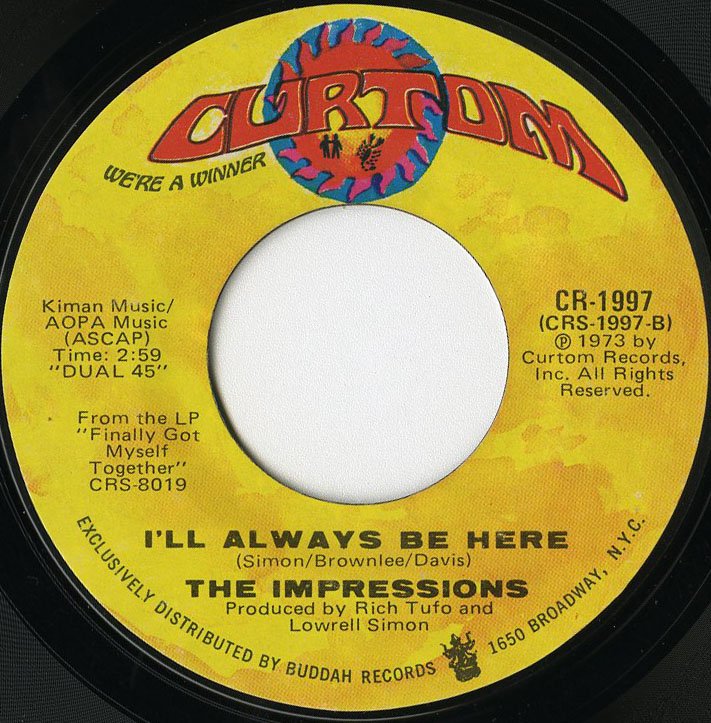 CURTOM
WE'RE A WINNER
Kiman Music/
AOPA Music
(ASCAP)
Time: 2:59
"DUAL 45"
From the LP
"Finally Got
Myself
Together"
CRS-8019
CR-1997
(CRS-1997-B)
℗ 1973 by
Curtom Records,
Inc. All Rights
Reserved.
I'LL ALWAYS BE HERE
(Simon/Brownlee/Davis)
THE IMPRESSIONS
Produced by Rich Tufo and
Lowrell Simon
EXCLUSIVELY DISTRIBUTED BY BUDDAH RECORDS 1650 BROADWAY, N.Y.C.